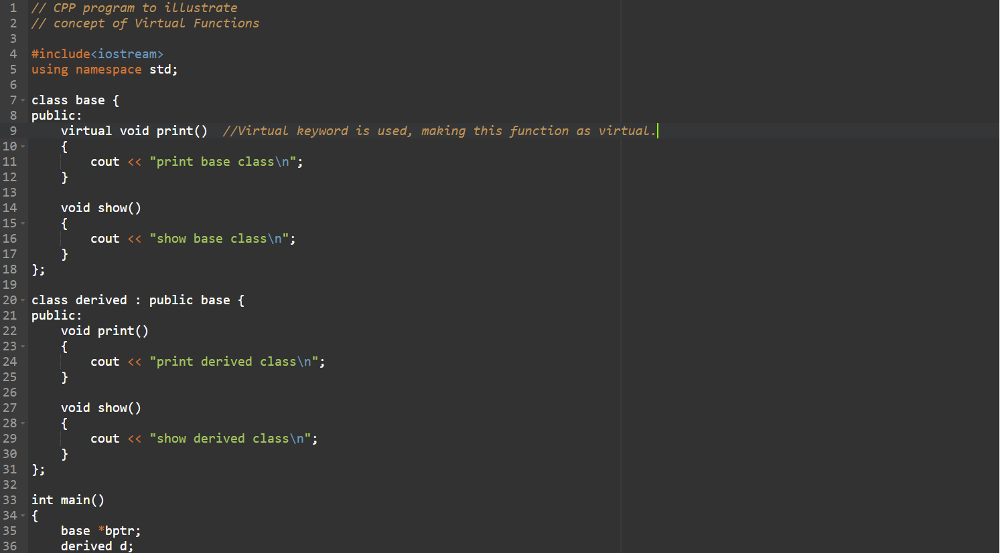 1 // CPP program to illustrate
2 // concept of Virtual Functions
3
4 #include<iostream>
5 using namespace std;
6
7 class base {
8 public:
9     virtual void print()  //Virtual keyword is used, making this function as virtual.
10     {
11         cout << "print base class\n";
12     }
13
14     void show()
15     {
16         cout << "show base class\n";
17     }
18 };
19
20 class derived : public base {
21 public:
22     void print()
23     {
24         cout << "print derived class\n";
25     }
26
27     void show()
28     {
29         cout << "show derived class\n";
30     }
31 };
32
33 int main()
34 {
35     base *bptr;
36     derived d;